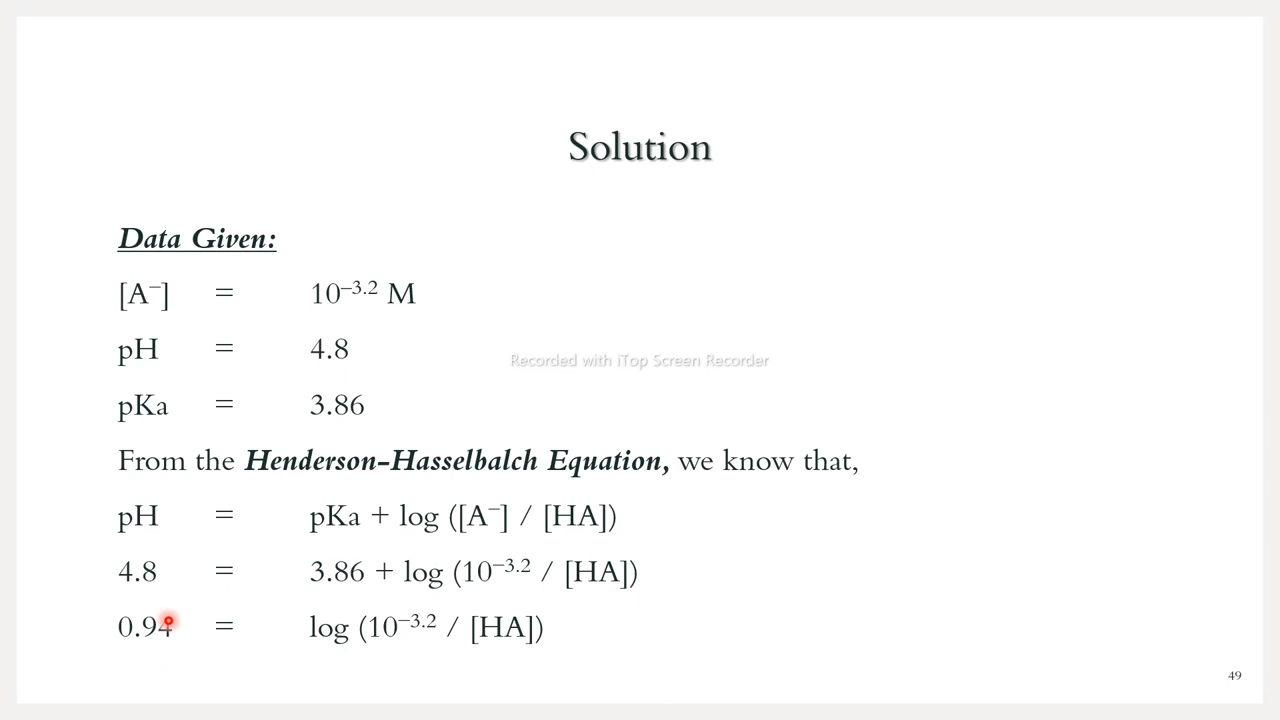 Solution
Data Given:
[A⁻] = 10⁻³·² M
pH = 4.8
Recorded with iTop Screen Recorder
pKa = 3.86
From the Henderson-Hasselbalch Equation, we know that,
pH = pKa + log ([A⁻] / [HA])
4.8 = 3.86 + log (10⁻³·² / [HA])
0.94 = log (10⁻³·² / [HA])
49